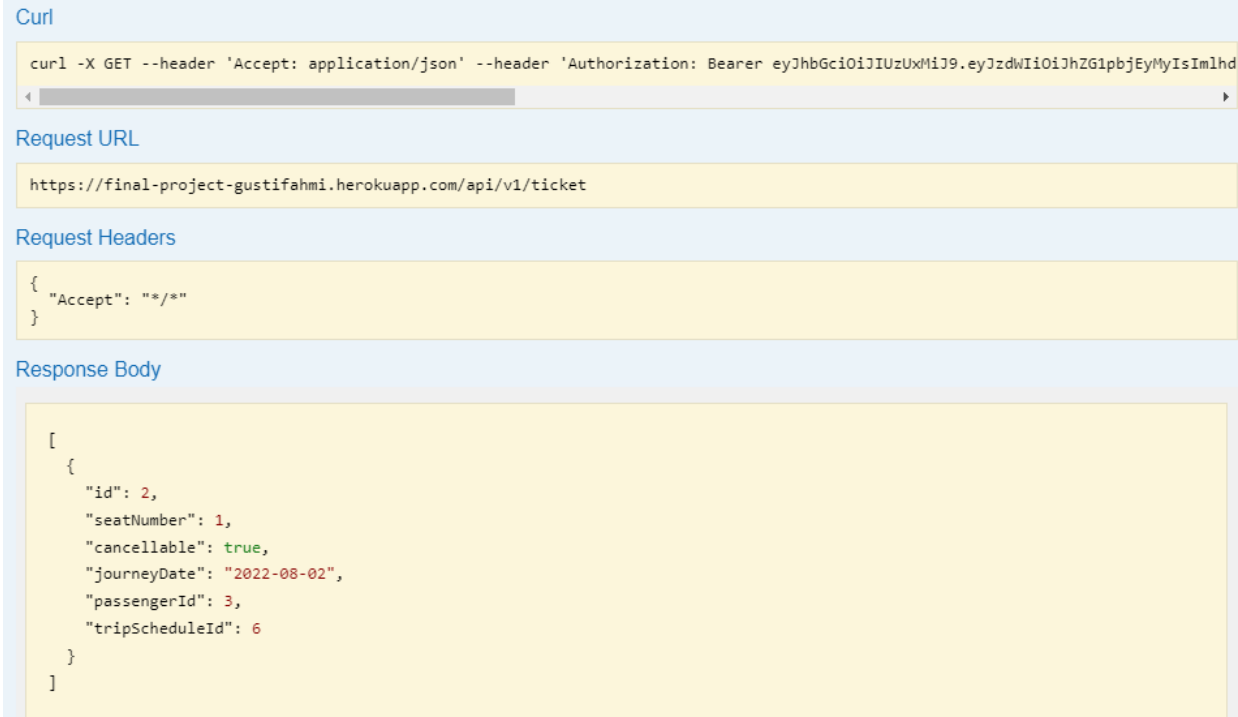 Curl
curl -X GET --header 'Accept: application/json' --header 'Authorization: Bearer eyJhbGciOiJIUzUxMiJ9.eyJzdWIiOiJhZG1pbjEyMyIsImlhd
Request URL
https://final-project-gustifahmi.herokuapp.com/api/v1/ticket
Request Headers
{
  "Accept": "*/*"
}
Response Body
[
  {
    "id": 2,
    "seatNumber": 1,
    "cancellable": true,
    "journeyDate": "2022-08-02",
    "passengerId": 3,
    "tripScheduleId": 6
  }
]